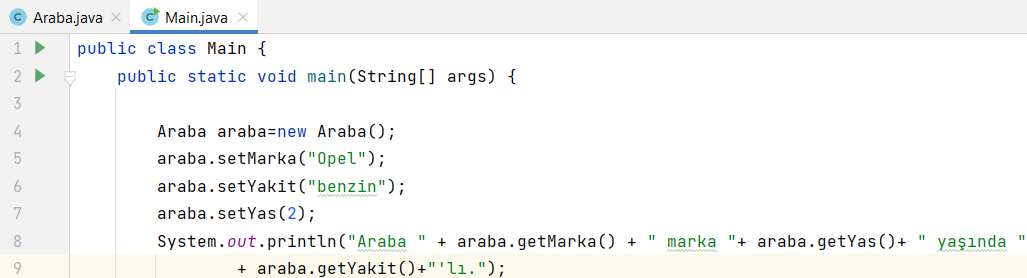 Araba.java Main.java
1 public class Main {
2 public static void main(String[] args) {
3
4 Araba araba=new Araba();
5 araba.setMarka("Opel");
6 araba.setYakit("benzin");
7 araba.setYas(2);
8 System.out.println("Araba " + araba.getMarka() + " marka "+ araba.getYas()+ " yaşında "
9 + araba.getYakit()+"'lı.");